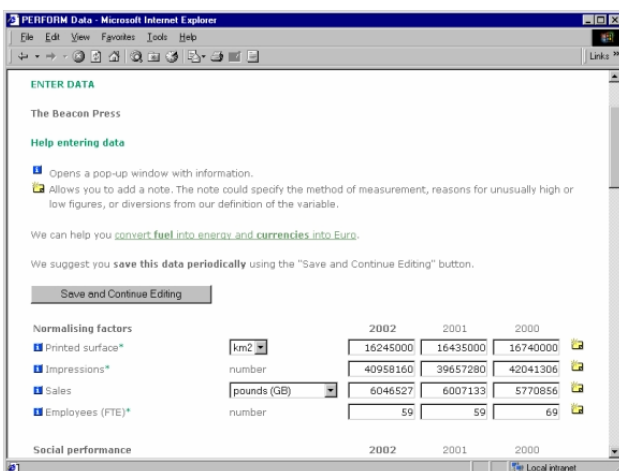 PERFORM Data - Microsoft Internet Explorer
File Edit View Favorites Tools Help
Links »
ENTER DATA
The Beacon Press
Help entering data
Opens a pop-up window with information.
Allows you to add a note. The note could specify the method of measurement, reasons for unusually high or
low figures, or diversions from our definition of the variable.
We can help you convert fuel into energy and currencies into Euro.
We suggest you save this data periodically using the "Save and Continue Editing" button.
Save and Continue Editing
Normalising factors 2002 2001 2000
Printed surface* km2 16245000 16435000 16740000
Impressions* number 40958160 39657280 42041306
Sales pounds (GB) 6046527 6007133 5770856
Employees (FTE)* number 59 59 69
Social performance 2002 2001 2000
Local intranet